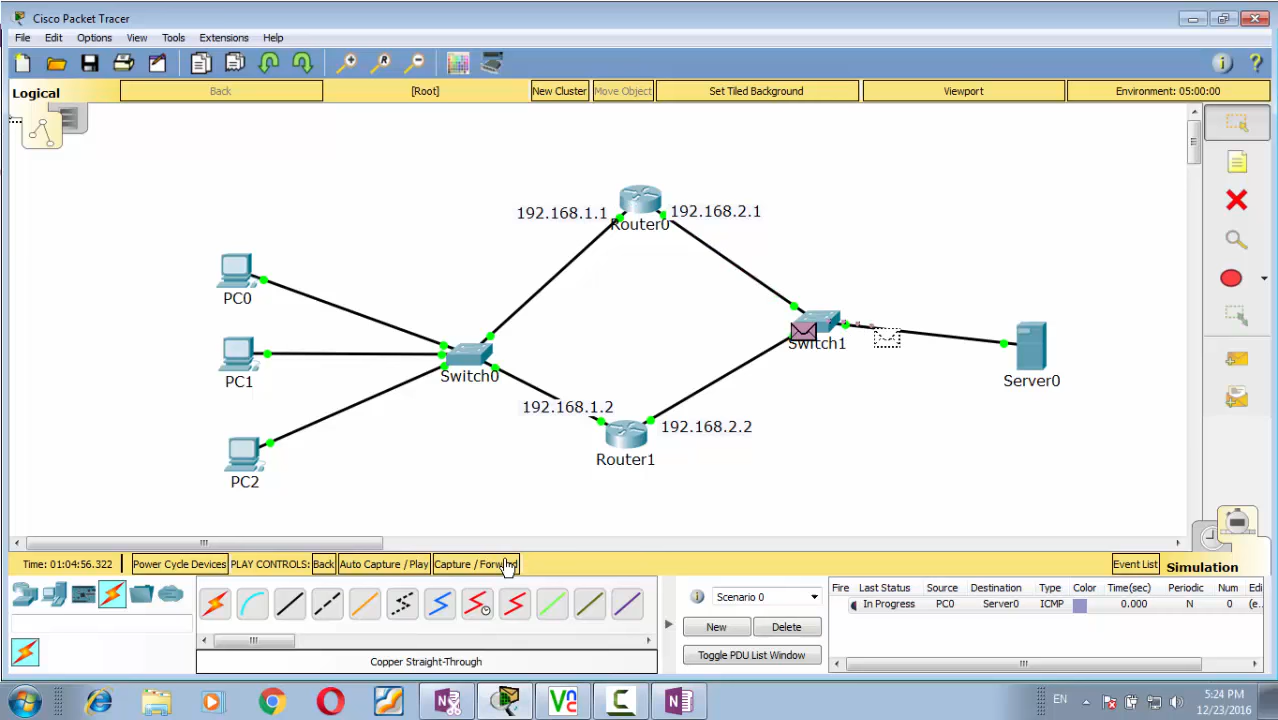 Cisco Packet Tracer
File Edit Options View Tools Extensions Help
Logical
Back
[Root]
New Cluster
Move Object
Set Tiled Background
Viewport
Environment: 05:00:00
192.168.1.1
192.168.2.1
Router0
PC0
PC1
Switch0
Switch1
Server0
192.168.1.2
192.168.2.2
Router1
PC2
Time: 01:04:56.322
Power Cycle Devices
PLAY CONTROLS:
Back
Auto Capture / Play
Capture / Forward
Event List
Simulation
Scenario 0
New
Delete
Toggle PDU List Window
Fire Last Status Source Destination Type Color Time(sec) Periodic Num Edi
In Progress PC0 Server0 ICMP 0.000 N 0 (e...
Copper Straight-Through
EN
5:24 PM
12/23/2016